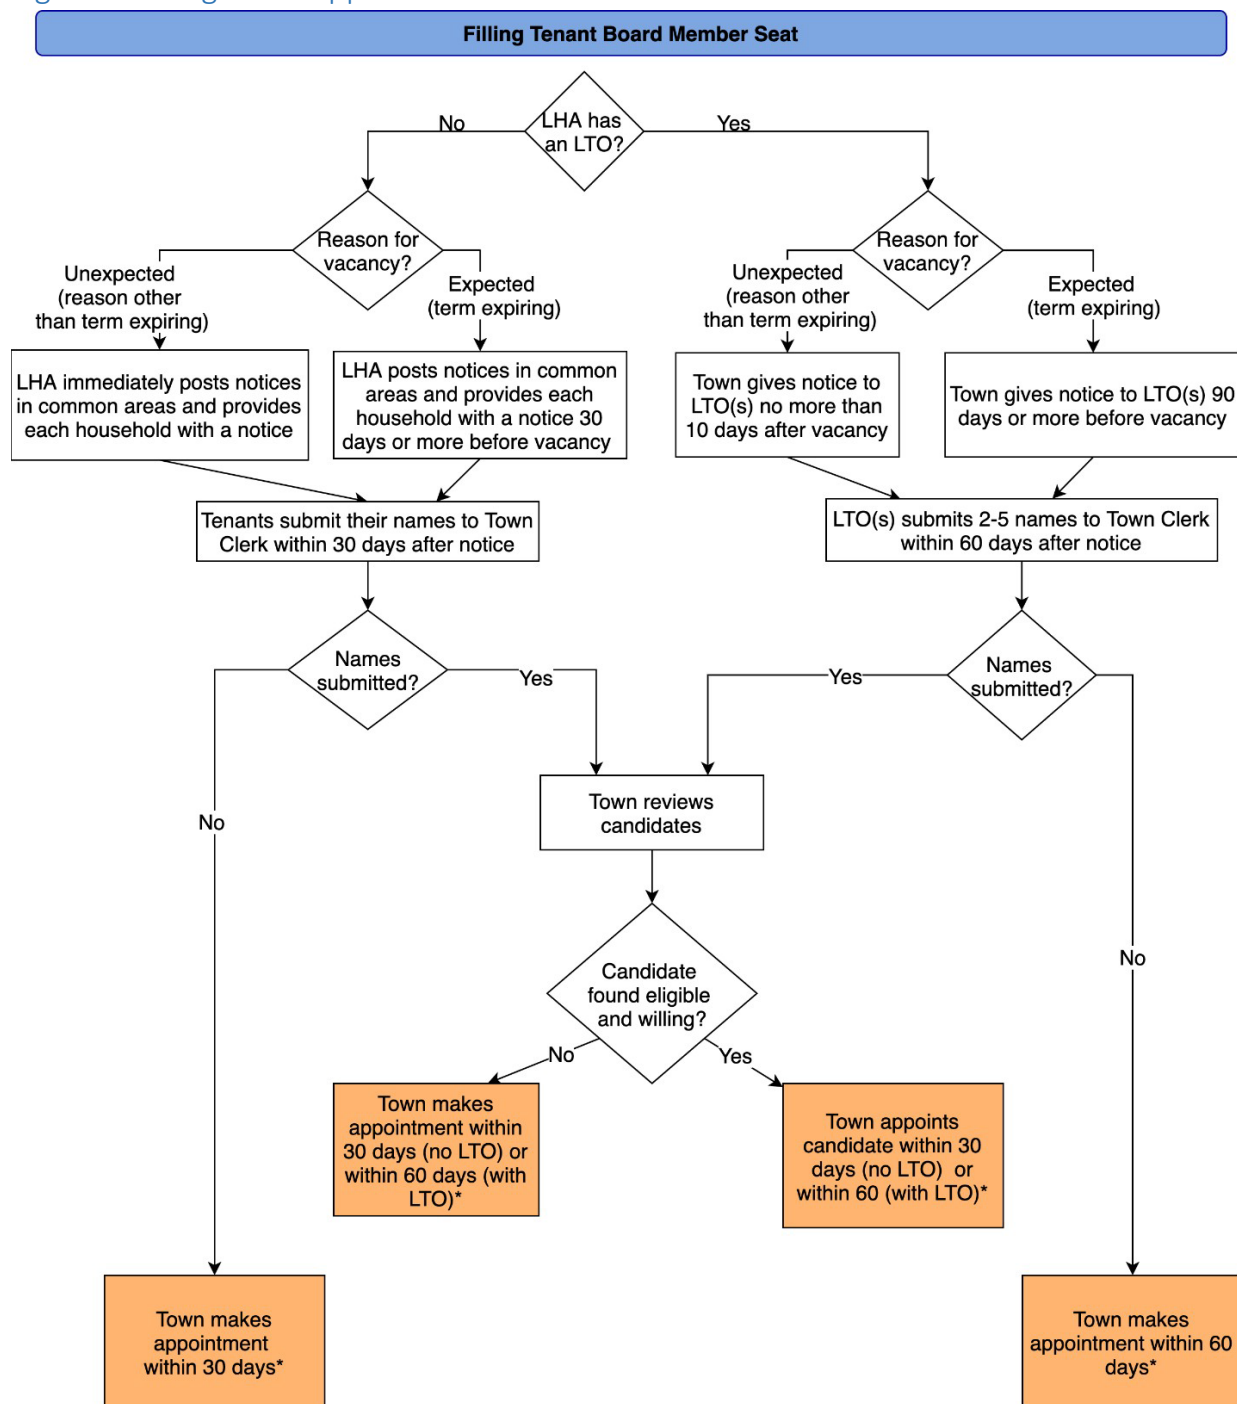 Filling Tenant Board Member Seat
LHA has
an LTO?
No
Yes
Reason for
vacancy?
Reason for
vacancy?
Unexpected
(reason other
than term expiring)
Expected
(term expiring)
Unexpected
(reason other
than term expiring)
Expected
(term expiring)
LHA immediately posts notices
in common areas and provides
each household with a notice
LHA posts notices in common
areas and provides each
household with a notice 30
days or more before vacancy
Town gives notice to
LTO(s) no more than
10 days after vacancy
Town gives notice to LTO(s) 90
days or more before vacancy
Tenants submit their names to Town
Clerk within 30 days after notice
LTO(s) submits 2-5 names to Town Clerk
within 60 days after notice
Names
submitted?
Yes
Yes
Names
submitted?
No
Town reviews
candidates
No
Candidate
found eligible
and willing?
No
Yes
Town makes
appointment within
30 days (no LTO) or
within 60 days (with
LTO)*
Town appoints
candidate within 30
days (no LTO) or
within 60 (with LTO)*
Town makes
appointment
within 30 days*
Town makes
appointment within 60
days*